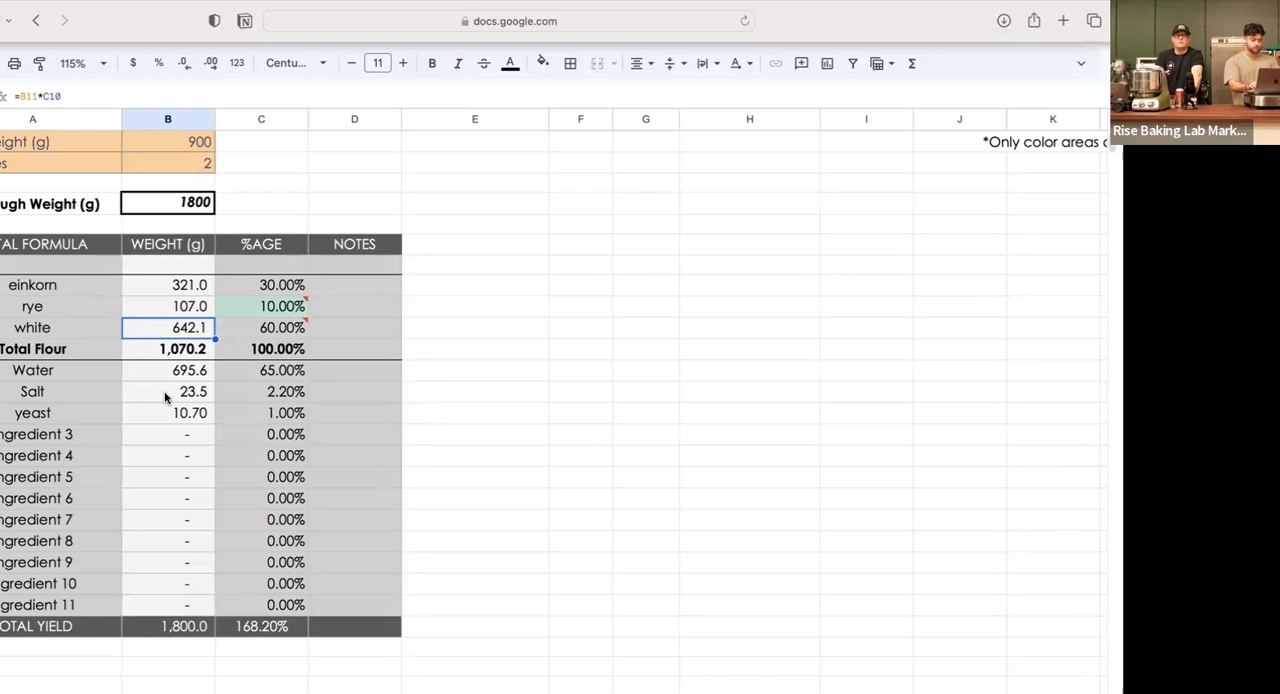 docs.google.com
115% $ % .0 .00 123 Centu... 11 B I S A Σ
=B11*C10
A B C D E F G H I J K
eight (g) 900 *Only color areas
es 2
ugh Weight (g) 1800
TAL FORMULA WEIGHT (g) %AGE NOTES
einkorn 321.0 30.00%
rye 107.0 10.00%
white 642.1 60.00%
Total Flour 1,070.2 100.00%
Water 695.6 65.00%
Salt 23.5 2.20%
yeast 10.70 1.00%
ngredient 3 - 0.00%
ngredient 4 - 0.00%
ngredient 5 - 0.00%
ngredient 6 - 0.00%
ngredient 7 - 0.00%
ngredient 8 - 0.00%
ngredient 9 - 0.00%
gredient 10 - 0.00%
gredient 11 - 0.00%
OTAL YIELD 1,800.0 168.20%
Rise Baking Lab Mark...